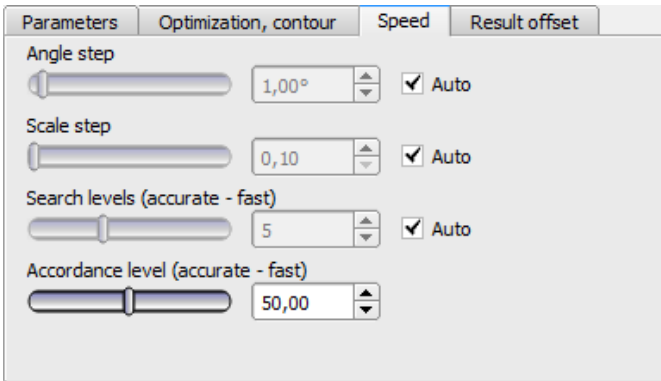 Parameters Optimization, contour Speed Result offset
Angle step
1,00° Auto
Scale step
0,10 Auto
Search levels (accurate - fast)
5 Auto
Accordance level (accurate - fast)
50,00